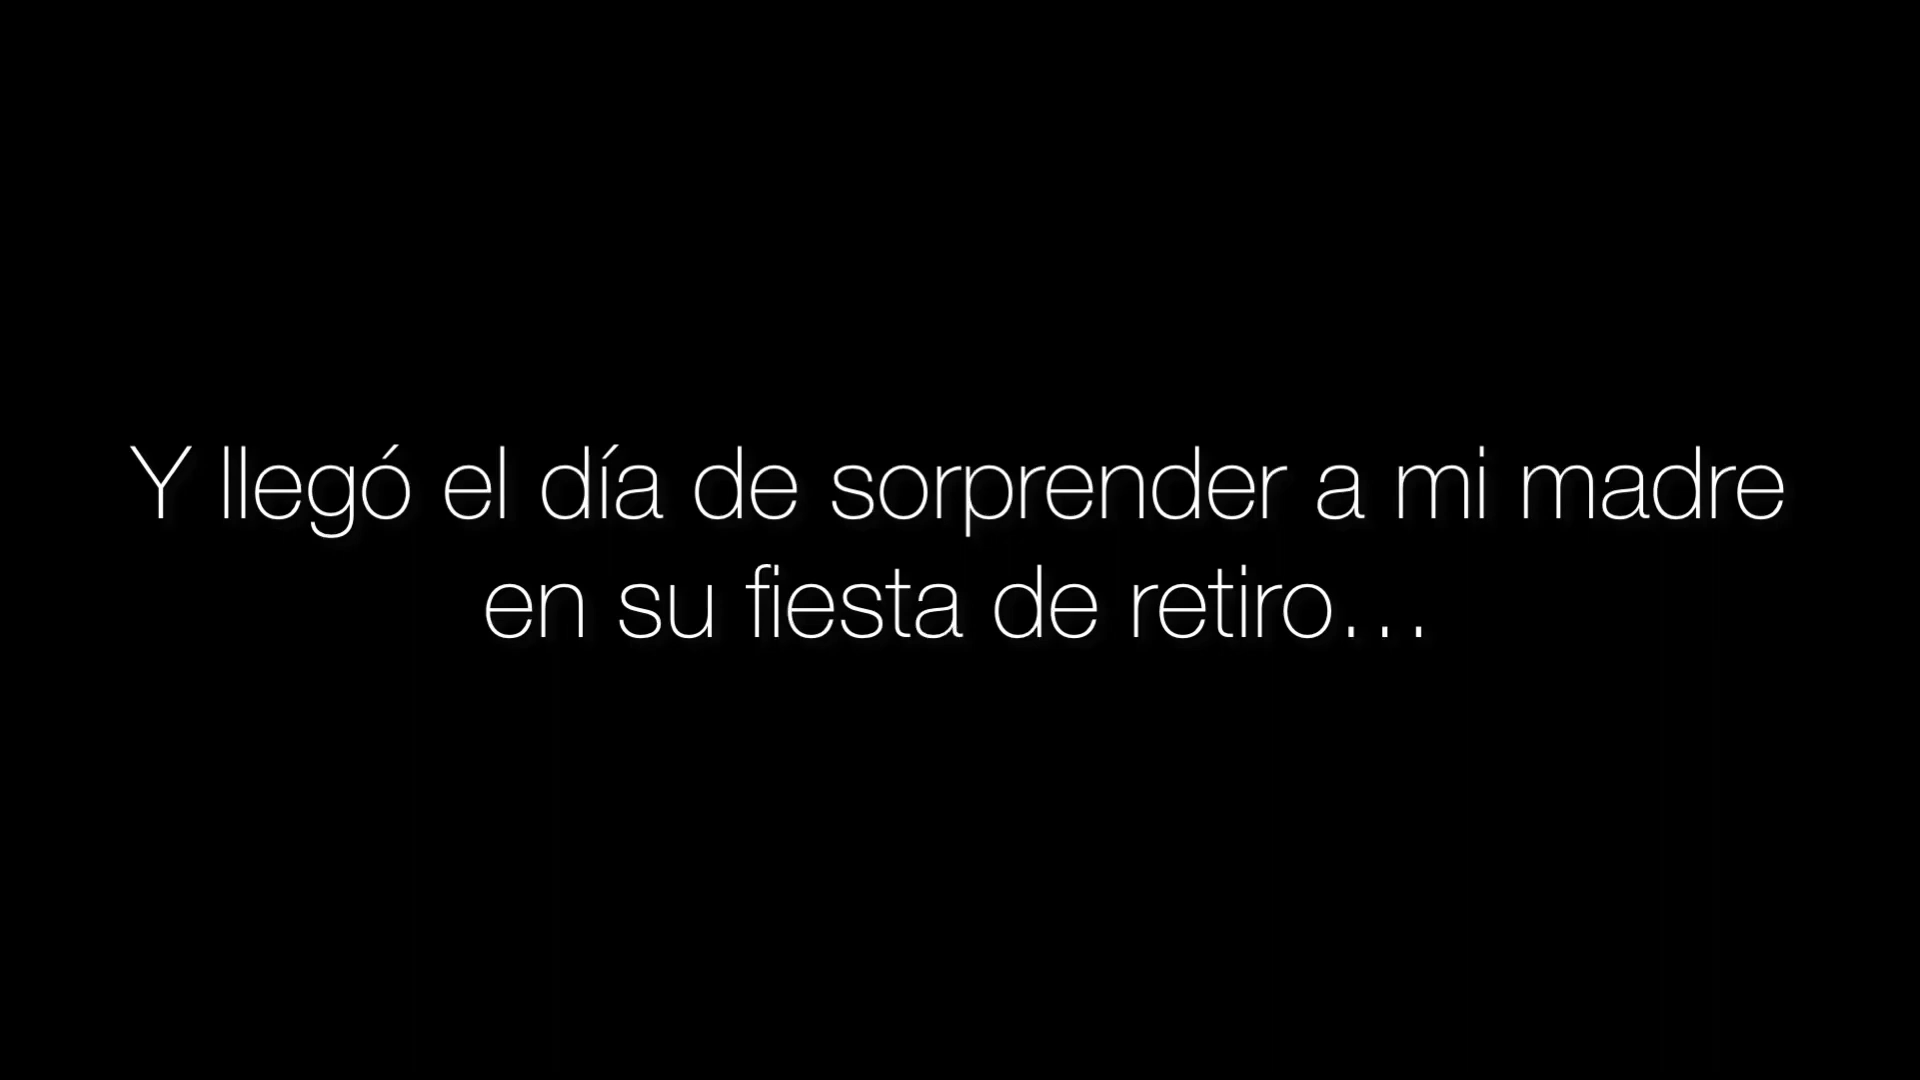 Y llegó el día de sorprender a mi madre
en su fiesta de retiro…